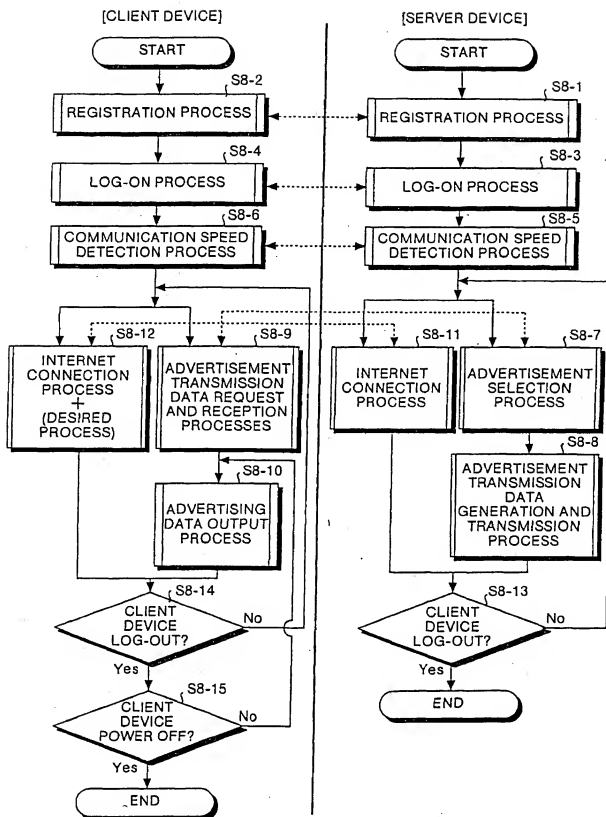 [CLIENT DEVICE]
START
S8-2
REGISTRATION PROCESS
S8-4
LOG-ON PROCESS
S8-6
COMMUNICATION SPEED
DETECTION PROCESS
S8-12
INTERNET
CONNECTION
PROCESS
+
(DESIRED
PROCESS)
S8-9
ADVERTISEMENT
TRANSMISSION
DATA REQUEST
AND RECEPTION
PROCESSES
S8-10
ADVERTISING
DATA OUTPUT
PROCESS
S8-14
CLIENT
DEVICE
LOG-OUT?
No
Yes
S8-15
CLIENT
DEVICE
POWER OFF?
No
Yes
END
[SERVER DEVICE]
START
S8-1
REGISTRATION PROCESS
S8-3
LOG-ON PROCESS
S8-5
COMMUNICATION SPEED
DETECTION PROCESS
S8-11
INTERNET
CONNECTION
PROCESS
S8-7
ADVERTISEMENT
SELECTION
PROCESS
S8-8
ADVERTISEMENT
TRANSMISSION
DATA
GENERATION AND
TRANSMISSION
PROCESS
S8-13
CLIENT
DEVICE
LOG-OUT?
No
Yes
END